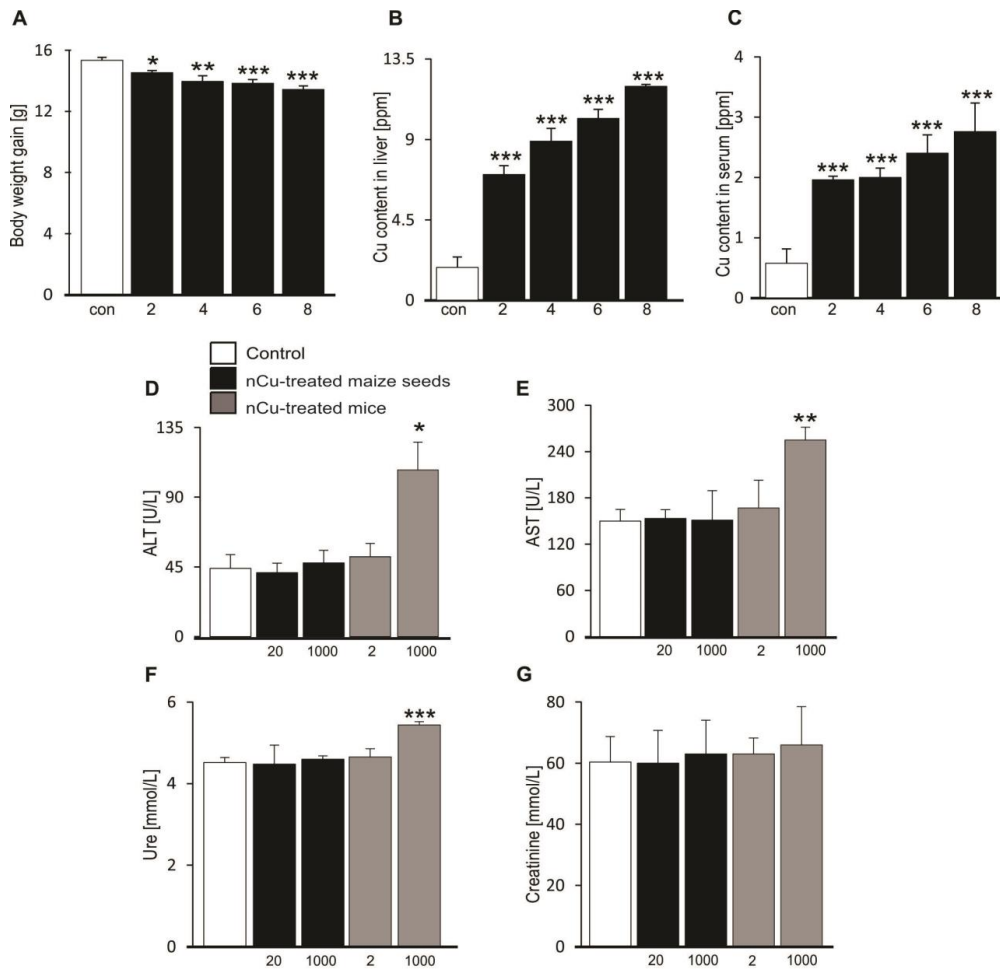 A
Body weight gain [g]
16
12
8
4
0
*
**
***
***
con 2 4 6 8
B
Cu content in liver [ppm]
13.5
9
4.5
0
***
***
***
***
con 2 4 6 8
C
Cu content in serum [ppm]
4
3
2
1
0
***
***
***
***
con 2 4 6 8
Control
nCu-treated maize seeds
nCu-treated mice
D
ALT [U/L]
135
90
45
0
*
20 1000 2 1000
E
AST [U/L]
300
240
180
120
60
0
**
20 1000 2 1000
F
Ure [mmol/L]
6
4
2
0
***
20 1000 2 1000
G
Creatinine [mmol/L]
80
60
40
20
0
20 1000 2 1000